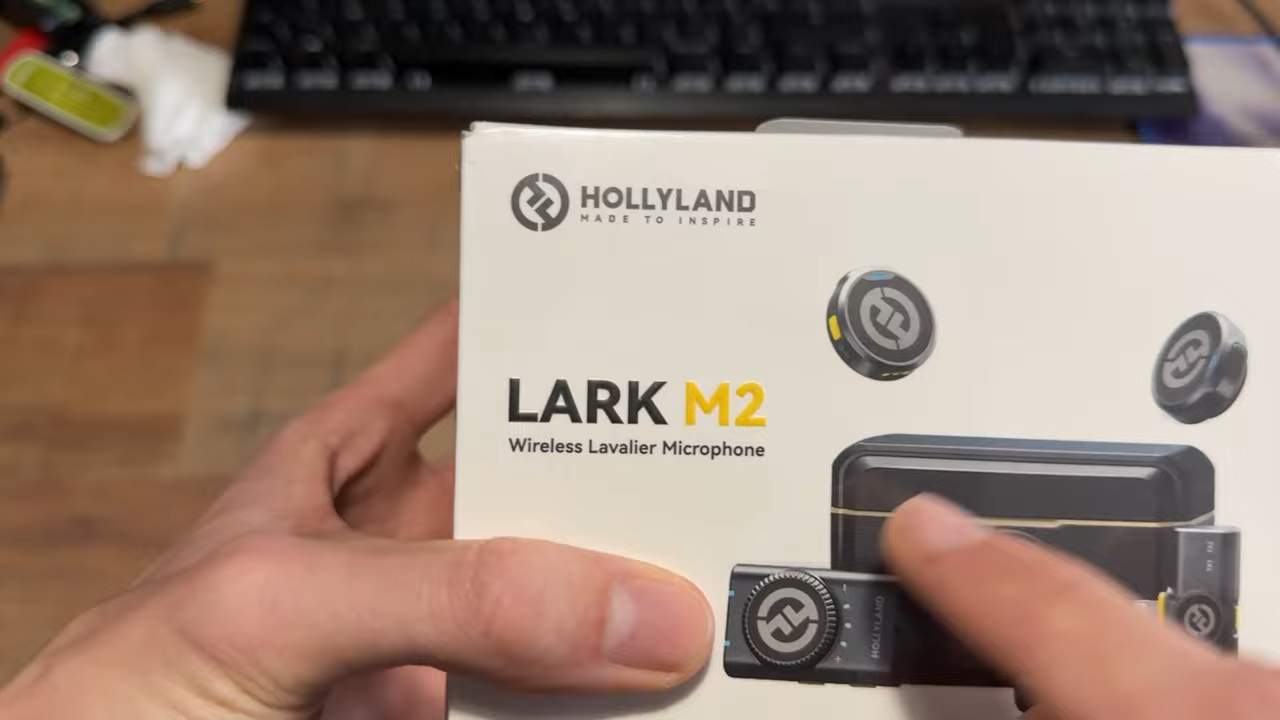 HOLLYLAND
MADE TO INSPIRE
LARK M2
Wireless Lavalier Microphone
HOLLYLAND